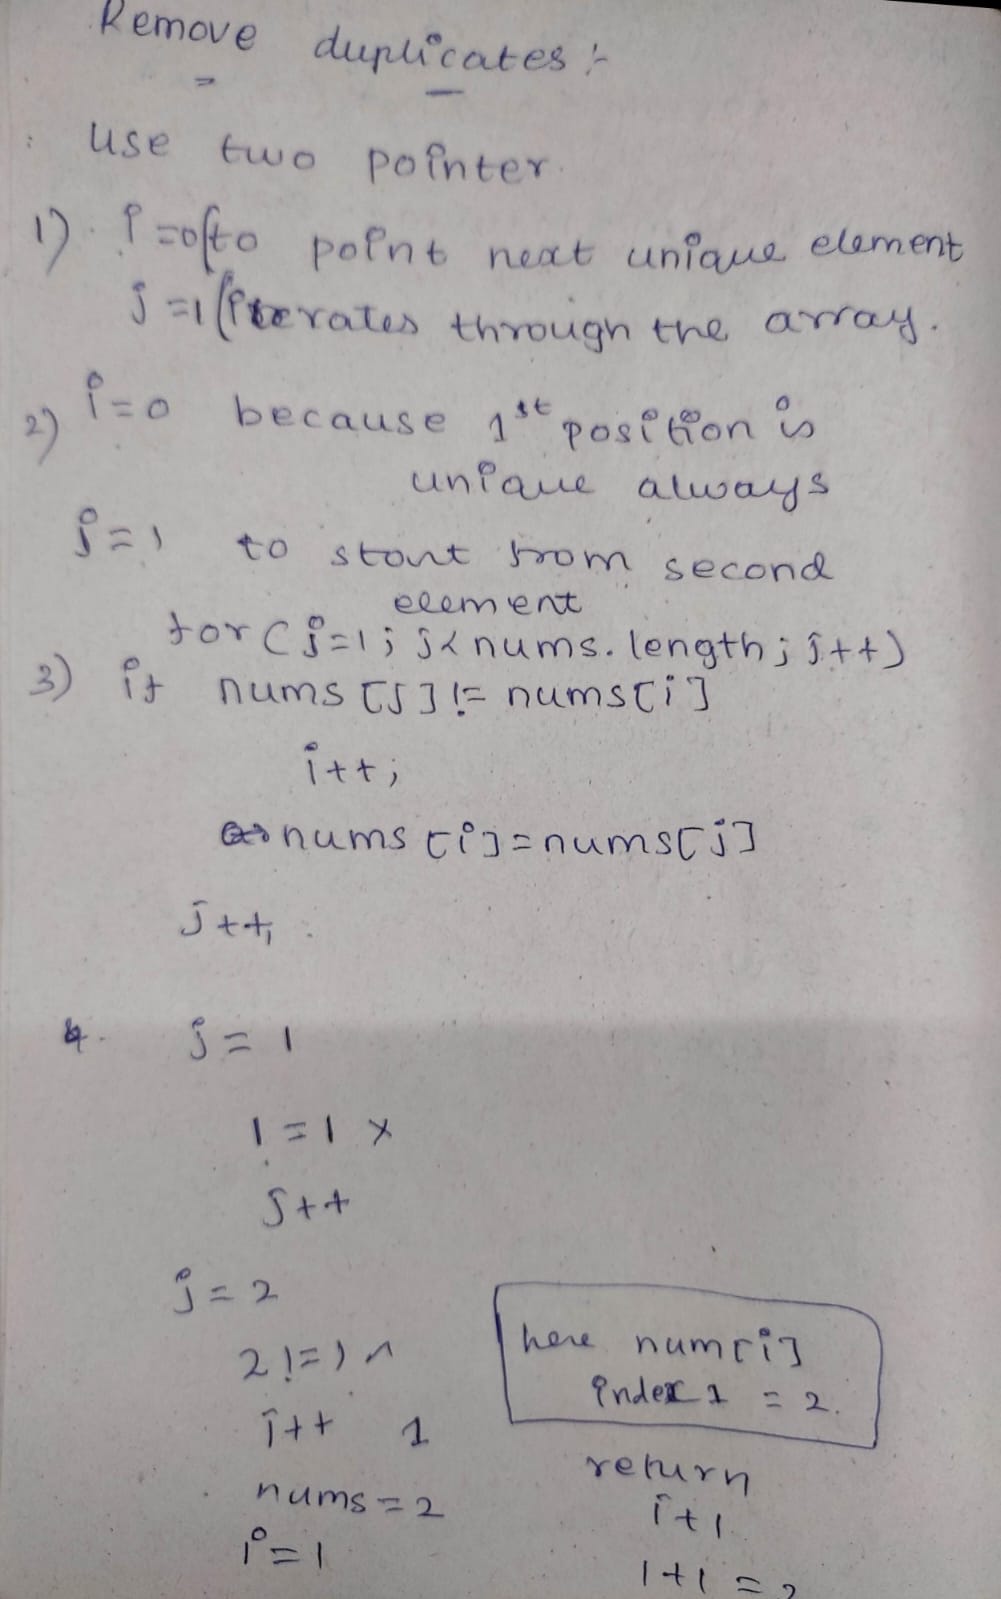 Remove duplicates :-
Use two pointer.
1) i=0(to point next unique element
j=1(iterates through the array.
2) i=0 because 1st position is
unique always
j=1 to start from second
element
for(j=1; j<nums.length; j++)
3) if nums[j]!=nums[i]
i++;
nums[i]=nums[j]
j++;
4. j=1
1=1 x
j++
j=2
2!=1
i++ 1
nums=2
i=1
here num[i]
index 1 = 2.
return
i+1
1+1=2